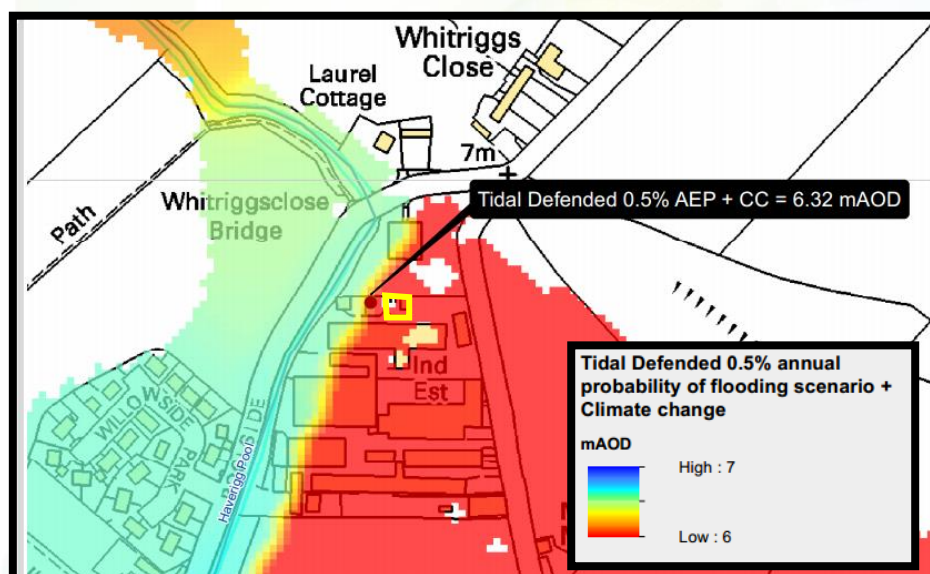 Whitriggs
Close
Laurel
Cottage
7m
Tidal Defended 0.5% AEP + CC = 6.32 mAOD
Whitriggsclose
Bridge
Path
Ind
Est
WILLOWSIDE
PARK
Haverigg Pool
Tidal Defended 0.5% annual
probability of flooding scenario +
Climate change
mAOD
High : 7
Low : 6